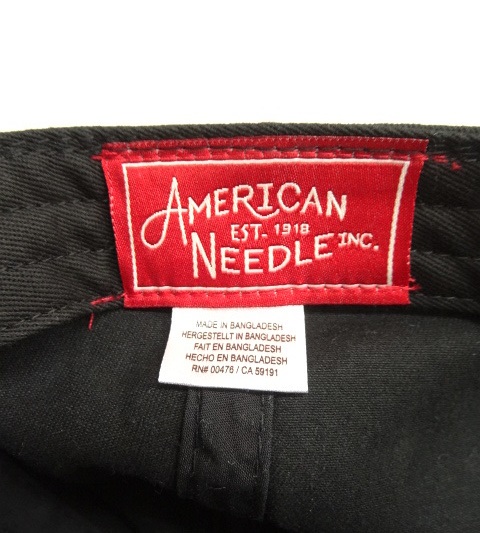 AMERICAN
EST. 1918
NEEDLE INC.
MADE IN BANGLADESH
HERGESTELLT IN BANGLADESH
FAIT EN BANGLADESH
HECHO EN BANGLADESH
RN# 00476 / CA 59191